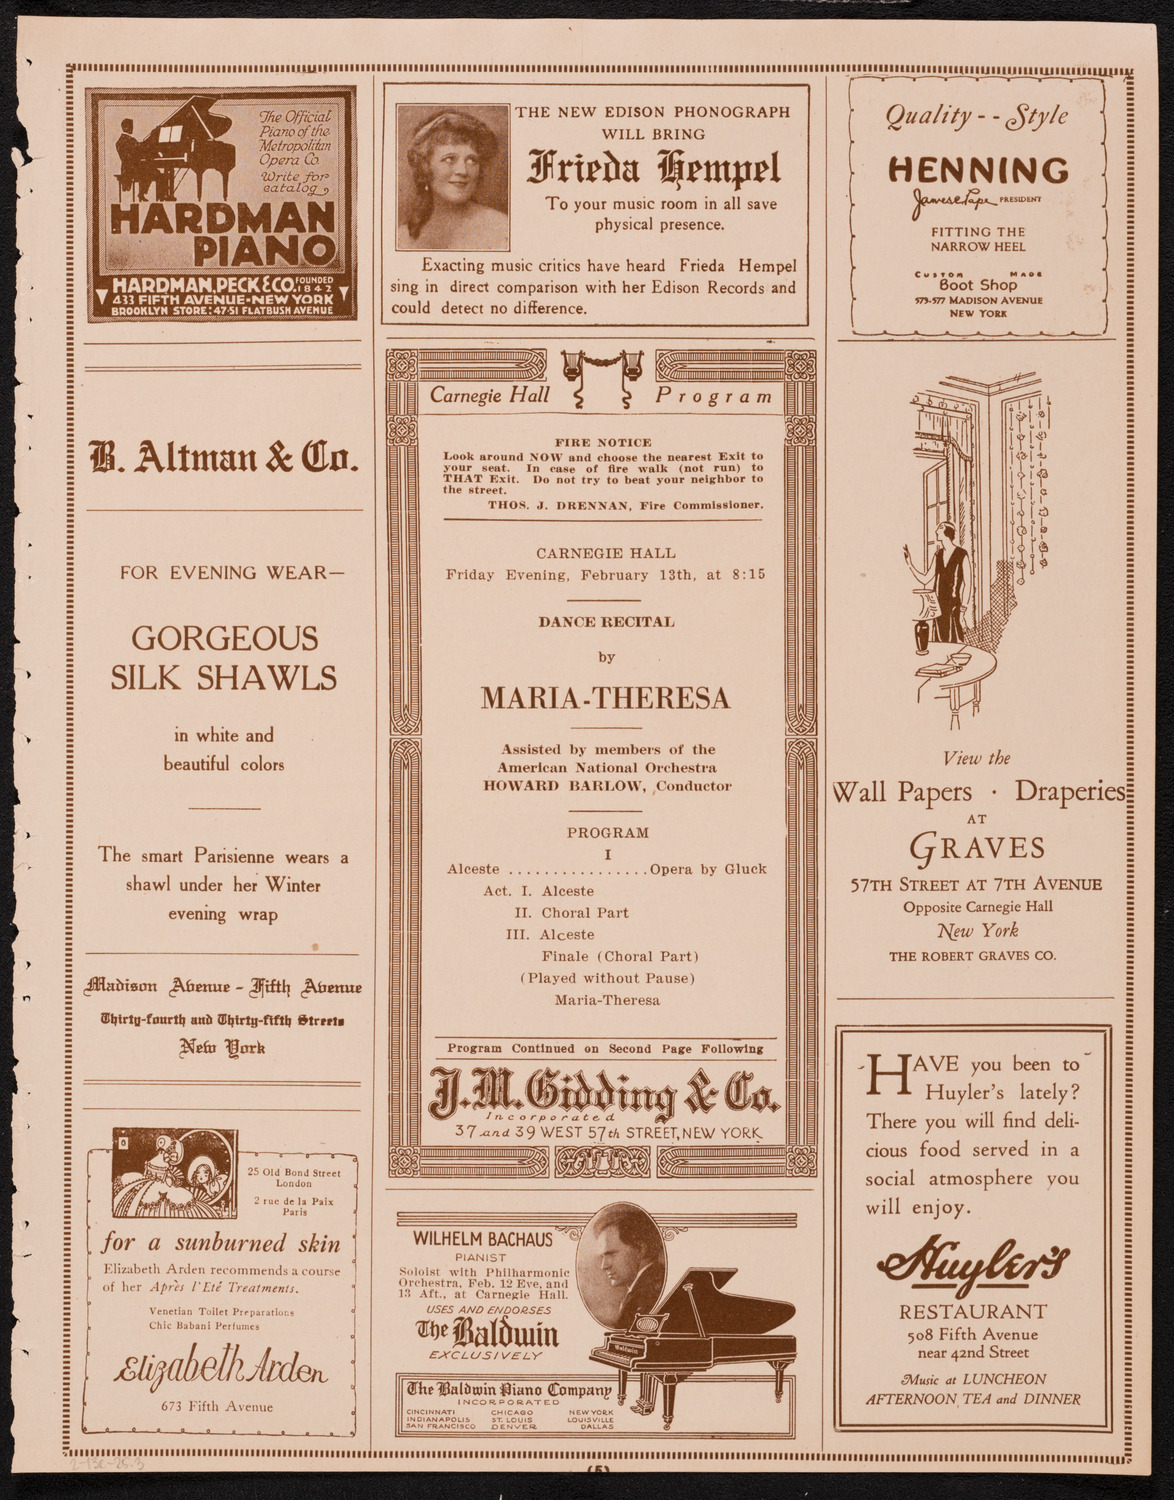 The Official
Piano of the
Metropolitan
Opera Co.
Write for
catalog
HARDMAN
PIANO
HARDMAN, PECK & CO. FOUNDED 1842
433 FIFTH AVENUE-NEW YORK
BROOKLYN STORE: 47-51 FLATBUSH AVENUE
B. Altman & Co.
FOR EVENING WEAR—
GORGEOUS
SILK SHAWLS
in white and
beautiful colors
The smart Parisienne wears a
shawl under her Winter
evening wrap
Madison Avenue - Fifth Avenue
Thirty-fourth and Thirty-fifth Streets
New York
25 Old Bond Street
London
2 rue de la Paix
Paris
for a sunburned skin
Elizabeth Arden recommends a course
of her Après l'Eté Treatments.
Venetian Toilet Preparations
Chic Babani Perfumes
Elizabeth Arden
673 Fifth Avenue
THE NEW EDISON PHONOGRAPH
WILL BRING
Frieda Hempel
To your music room in all save
physical presence.
Exacting music critics have heard Frieda Hempel
sing in direct comparison with her Edison Records and
could detect no difference.
Carnegie Hall Program
FIRE NOTICE
Look around NOW and choose the nearest Exit to
your seat. In case of fire walk (not run) to
THAT Exit. Do not try to beat your neighbor to
the street.
THOS. J. DRENNAN, Fire Commissioner.
CARNEGIE HALL
Friday Evening, February 13th, at 8:15
DANCE RECITAL
by
MARIA-THERESA
Assisted by members of the
American National Orchestra
HOWARD BARLOW, Conductor
PROGRAM
I
Alceste ................Opera by Gluck
Act. I. Alceste
II. Choral Part
III. Alceste
Finale (Choral Part)
(Played without Pause)
Maria-Theresa
Program Continued on Second Page Following
J. M. Gidding & Co.
Incorporated
37 and 39 WEST 57th STREET, NEW YORK
WILHELM BACHAUS
PIANIST
Soloist with Philharmonic
Orchestra, Feb. 12 Eve, and
13 Aft., at Carnegie Hall.
USES AND ENDORSES
The Baldwin
EXCLUSIVELY
Baldwin
The Baldwin Piano Company
INCORPORATED
CINCINNATI CHICAGO NEW YORK
INDIANAPOLIS ST. LOUIS LOUISVILLE
SAN FRANCISCO DENVER DALLAS
Quality - - Style
HENNING
James E Pape PRESIDENT
FITTING THE
NARROW HEEL
CUSTOM MADE
Boot Shop
573-577 MADISON AVENUE
NEW YORK
View the
Wall Papers · Draperies
AT
GRAVES
57TH STREET AT 7TH AVENUE
Opposite Carnegie Hall
New York
THE ROBERT GRAVES CO.
HAVE you been to
Huyler's lately?
There you will find deli-
cious food served in a
social atmosphere you
will enjoy.
Huyler's
RESTAURANT
508 Fifth Avenue
near 42nd Street
Music at LUNCHEON
AFTERNOON TEA and DINNER
2-13E-25.3
(5)